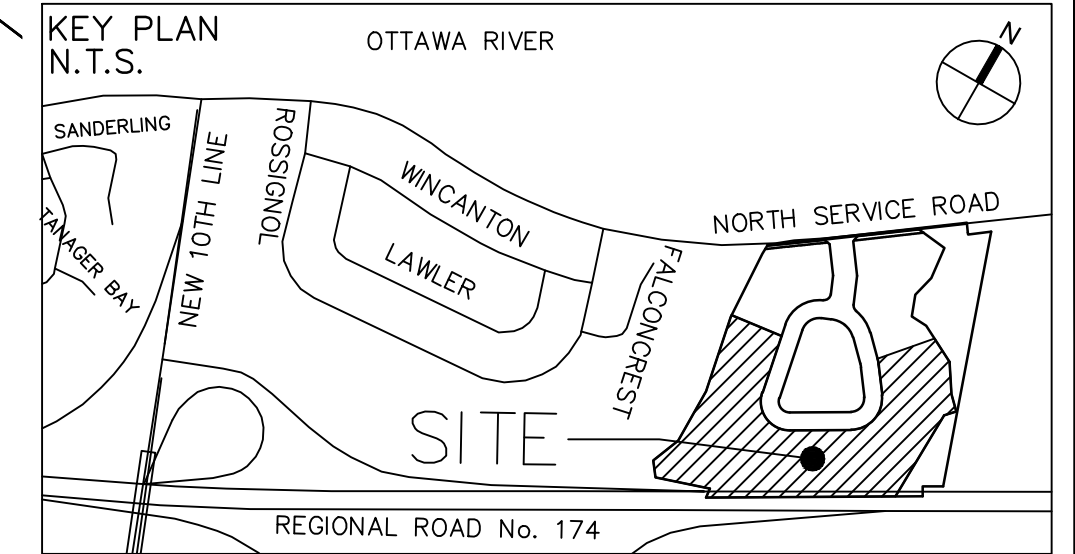 KEY PLAN
N.T.S.
OTTAWA RIVER
N
SANDERLING
ROSSIGNOL
NEW 10TH LINE
WINCANTON
NORTH SERVICE ROAD
TANAGER BAY
LAWLER
FALCONCREST
SITE
REGIONAL ROAD No. 174